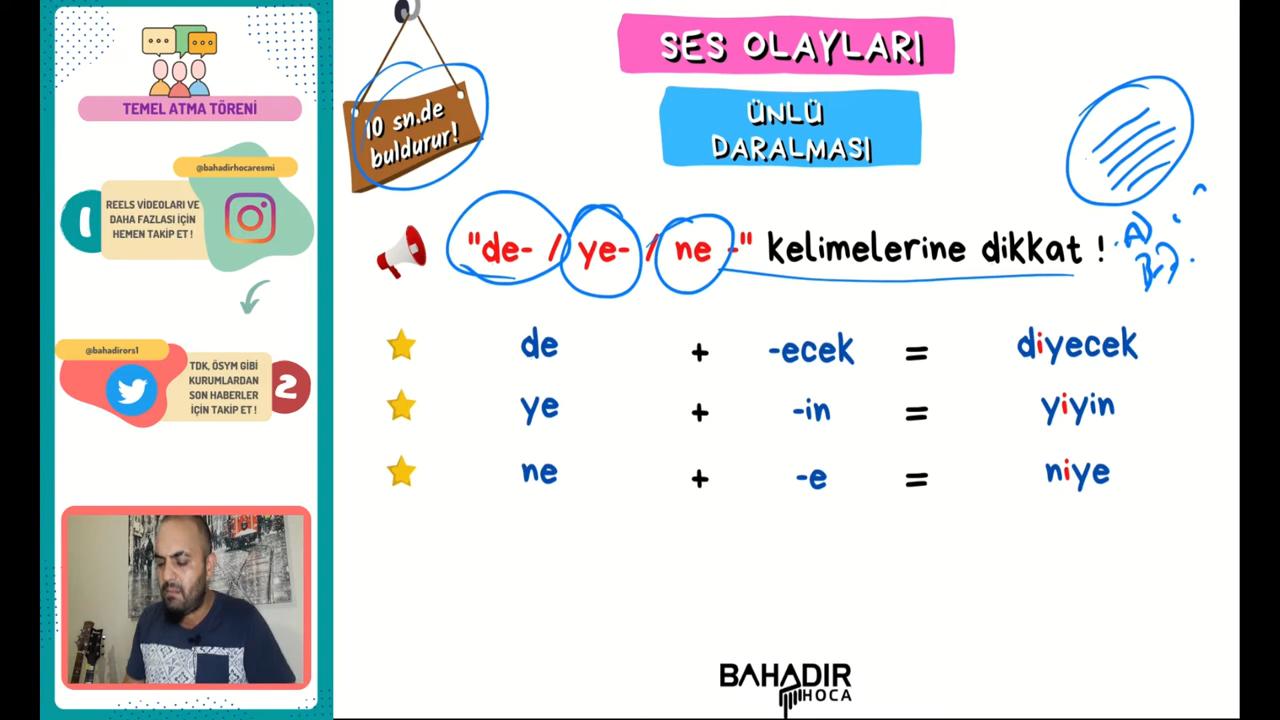 TEMEL ATMA TÖRENİ
@bahadirhocaresmi
1
REELS VİDEOLARI VE
DAHA FAZLASI İÇİN
HEMEN TAKİP ET !
@bahadirors1
TDK, ÖSYM GİBİ
KURUMLARDAN
SON HABERLER
İÇİN TAKİP ET !
2
10 sn.de
buldurur!
SES OLAYLARI
ÜNLÜ
DARALMASI
"de- / ye- / ne -" kelimelerine dikkat !
A)
B)
de + -ecek = diyecek
ye + -in = yiyin
ne + -e = niye
BAHADIR
HOCA